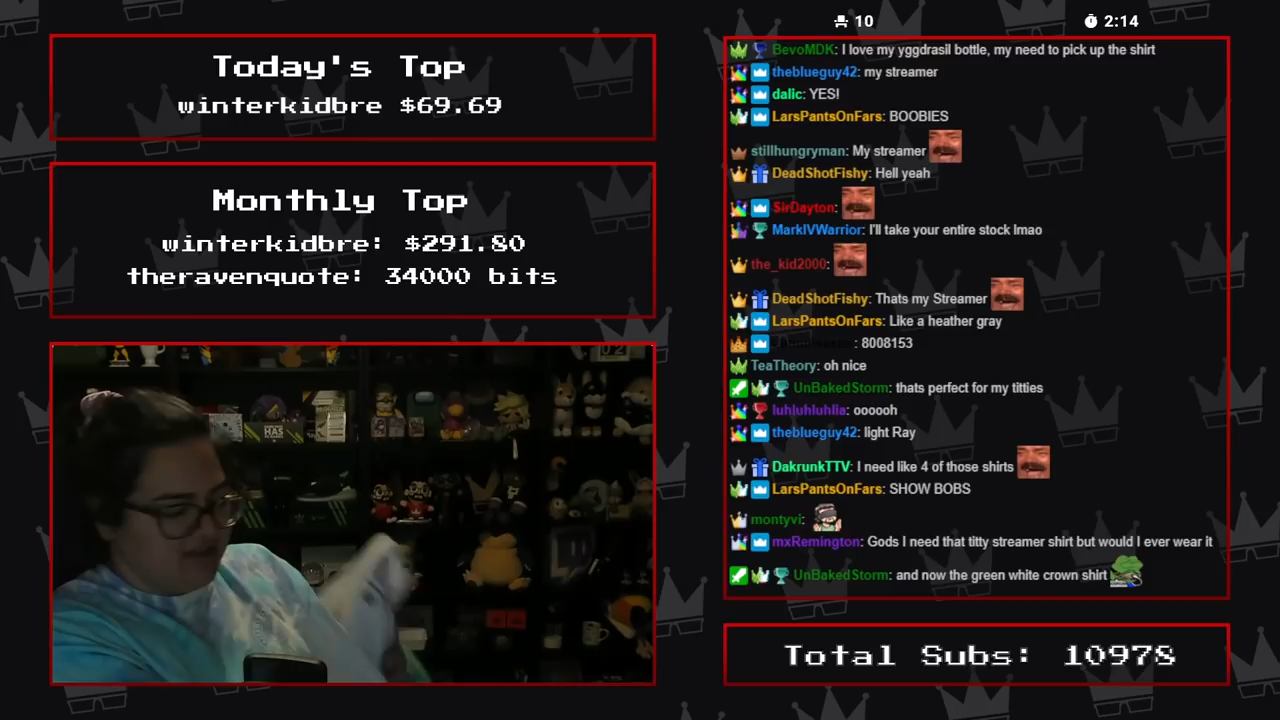 Today's Top
winterkidbre $69.69
Monthly Top
winterkidbre: $291.80
theravenquote: 34000 bits
10
2:14
BevoMDK: I love my yggdrasil bottle, my need to pick up the shirt
theblueguy42: my streamer
dalic: YES!
LarsPantsOnFars: BOOBIES
stillhungryman: My streamer
DeadShotFishy: Hell yeah
SirDayton:
MarkIVWarrior: I'll take your entire stock lmao
the_kid2000:
DeadShotFishy: Thats my Streamer
LarsPantsOnFars: Like a heather gray
: 8008153
TeaTheory: oh nice
UnBakedStorm: thats perfect for my titties
luhluhluhlia: oooooh
theblueguy42: light Ray
DakrunkTTV: I need like 4 of those shirts
LarsPantsOnFars: SHOW BOBS
montyvi:
mxRemington: Gods I need that titty streamer shirt but would I ever wear it
UnBakedStorm: and now the green white crown shirt
Total Subs: 10978